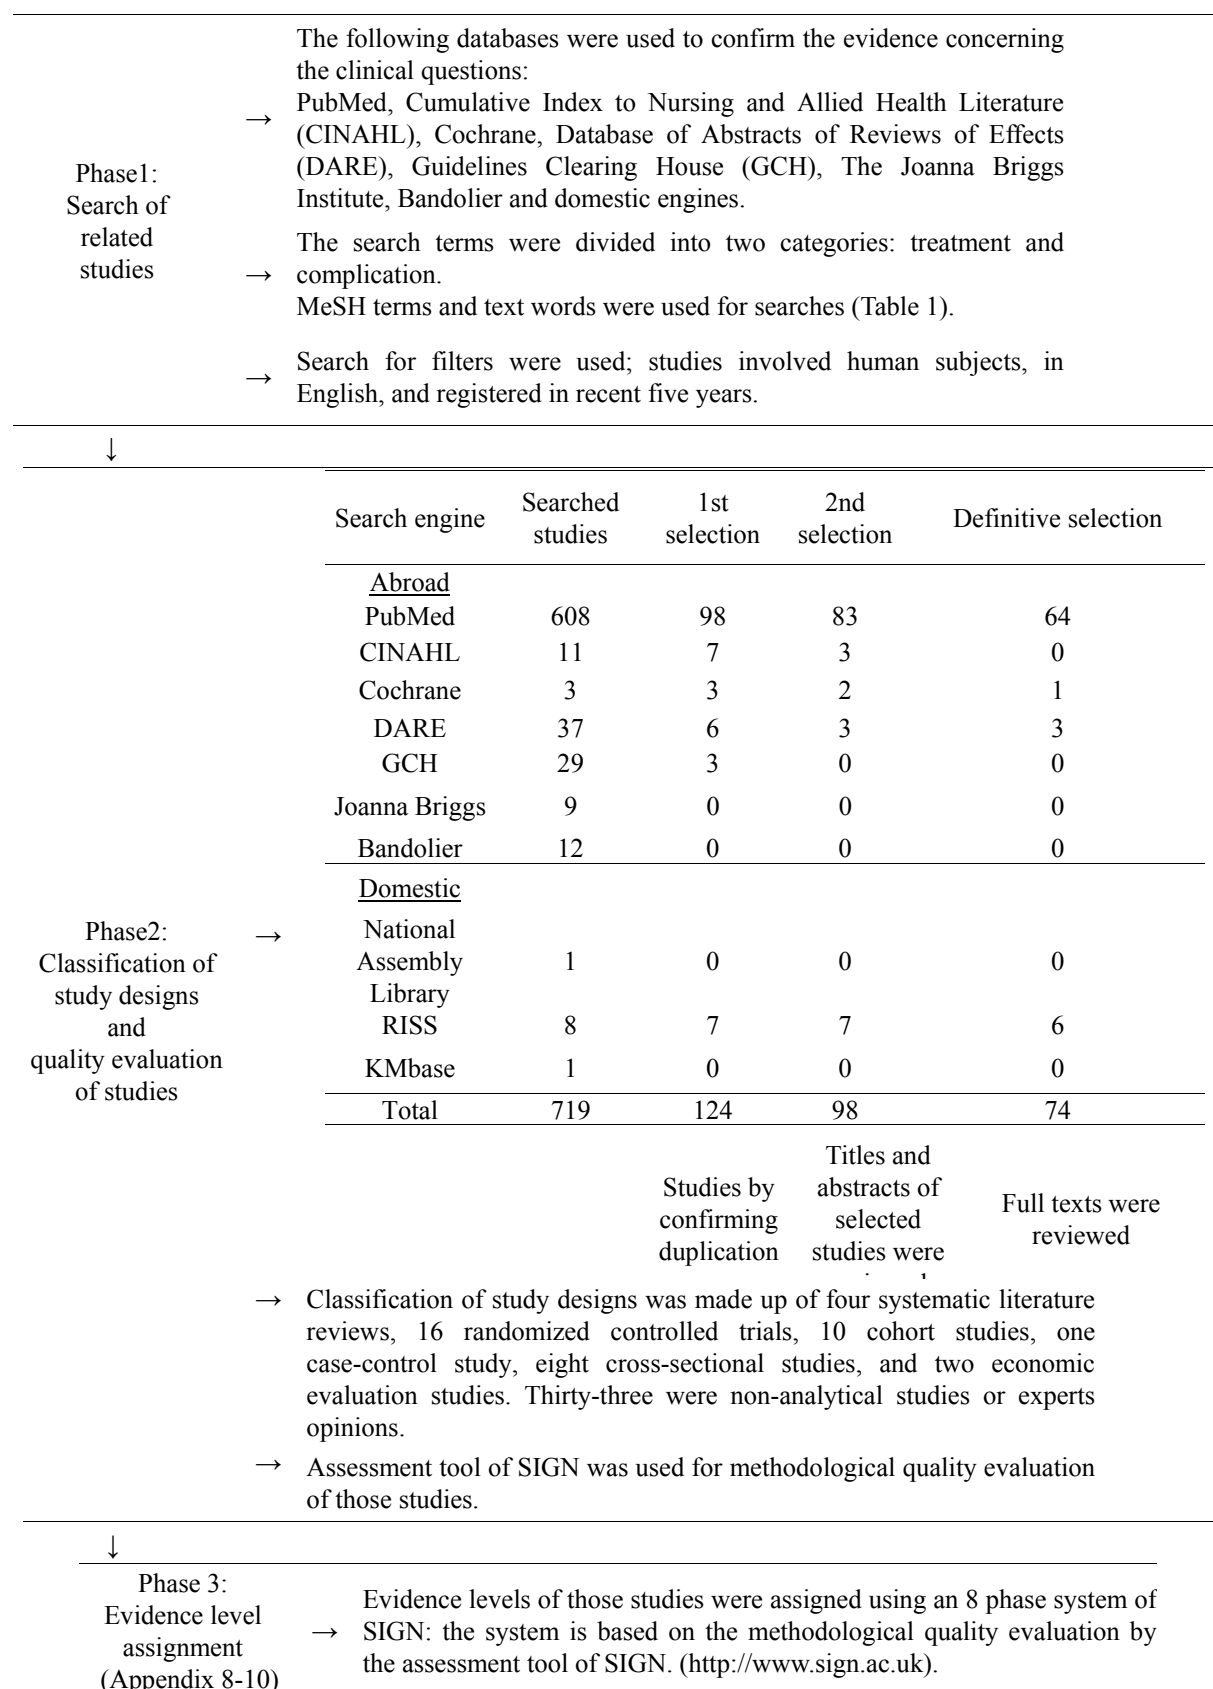 The following databases were used to confirm the evidence concerning
the clinical questions:
PubMed, Cumulative Index to Nursing and Allied Health Literature
(CINAHL), Cochrane, Database of Abstracts of Reviews of Effects
(DARE), Guidelines Clearing House (GCH), The Joanna Briggs
Institute, Bandolier and domestic engines.
Phase1:
Search of
related
studies
→
The search terms were divided into two categories: treatment and
→ complication.
MeSH terms and text words were used for searches (Table 1).
→
Search for filters were used; studies involved human subjects, in
English, and registered in recent five years.
↓
Search engine Searched studies 1st selection 2nd selection Definitive selection
Abroad
PubMed 608 98 83 64
CINAHL 11 7 3 0
Cochrane 3 3 2 1
DARE 37 6 3 3
GCH 29 3 0 0
Joanna Briggs 9 0 0 0
Bandolier 12 0 0 0
Domestic
National
Assembly 1 0 0 0
Library
RISS 8 7 7 6
KMbase 1 0 0 0
Total 719 124 98 74
Phase2:
Classification of
study designs
and
quality evaluation
of studies
→
Studies by
confirming
duplication
Titles and
abstracts of
selected
studies were
Full texts were
reviewed
→ Classification of study designs was made up of four systematic literature
reviews, 16 randomized controlled trials, 10 cohort studies, one
case-control study, eight cross-sectional studies, and two economic
evaluation studies. Thirty-three were non-analytical studies or experts
opinions.
→ Assessment tool of SIGN was used for methodological quality evaluation
of those studies.
↓
Phase 3:
Evidence level
assignment
(Appendix 8-10)
Evidence levels of those studies were assigned using an 8 phase system of
→ SIGN: the system is based on the methodological quality evaluation by
the assessment tool of SIGN. (http://www.sign.ac.uk).